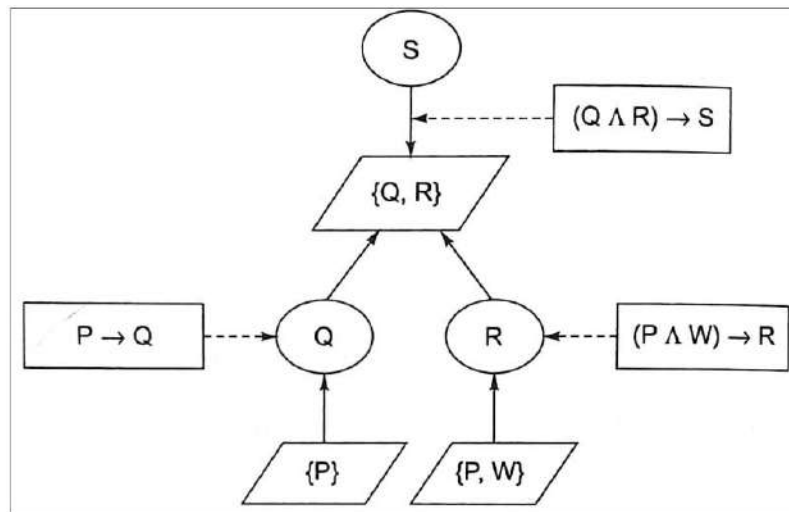 S
(Q Λ R) → S
{Q, R}
P → Q
Q
R
(P Λ W) → R
{P}
{P, W}